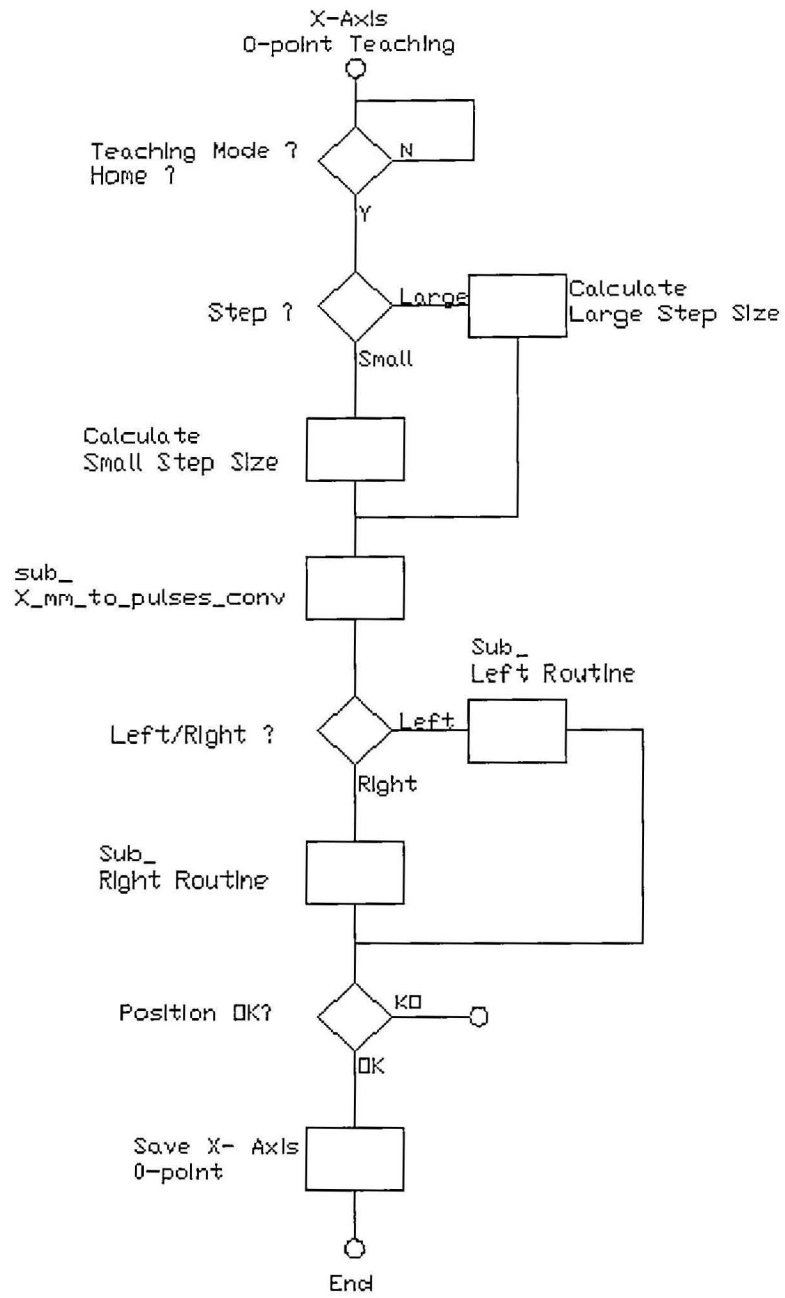 X-Axis
0-point Teaching
Teaching Mode ?
Home ?
N
Y
Step ?
Large
Calculate
Large Step Size
Small
Calculate
Small Step Size
sub_
X_mm_to_pulses_conv
Sub_
Left Routine
Left/Right ?
Left
Right
Sub_
Right Routine
Position OK?
KO
OK
Save X- Axis
0-point
End